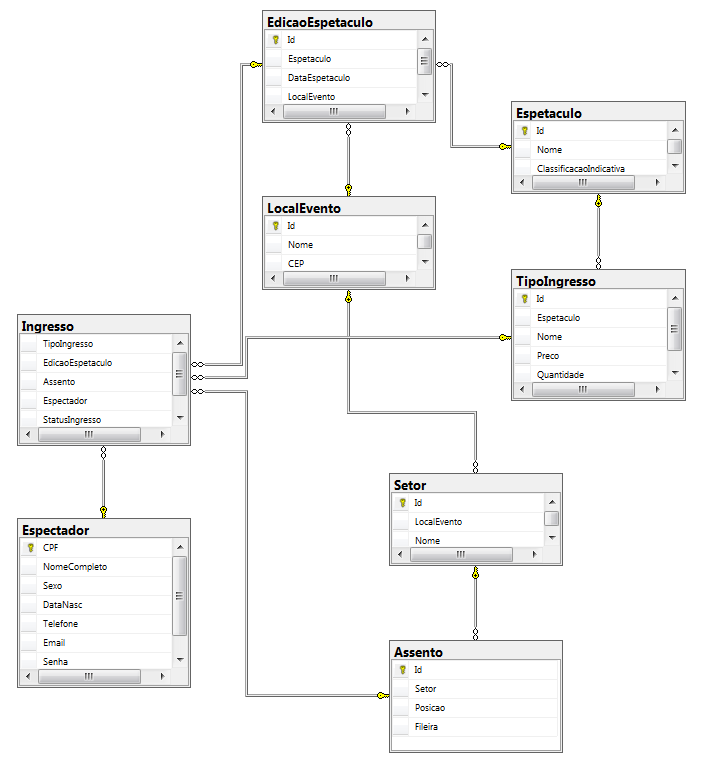 EdicaoEspetaculo
Id
Espetaculo
DataEspetaculo
LocalEvento
Espetaculo
Id
Nome
ClassificacaoIndicativa
LocalEvento
Id
Nome
CEP
TipoIngresso
Id
Espetaculo
Nome
Preco
Quantidade
Ingresso
TipoIngresso
EdicaoEspetaculo
Assento
Espectador
StatusIngresso
Setor
Id
LocalEvento
Nome
Espectador
CPF
NomeCompleto
Sexo
DataNasc
Telefone
Email
Senha
Assento
Id
Setor
Posicao
Fileira